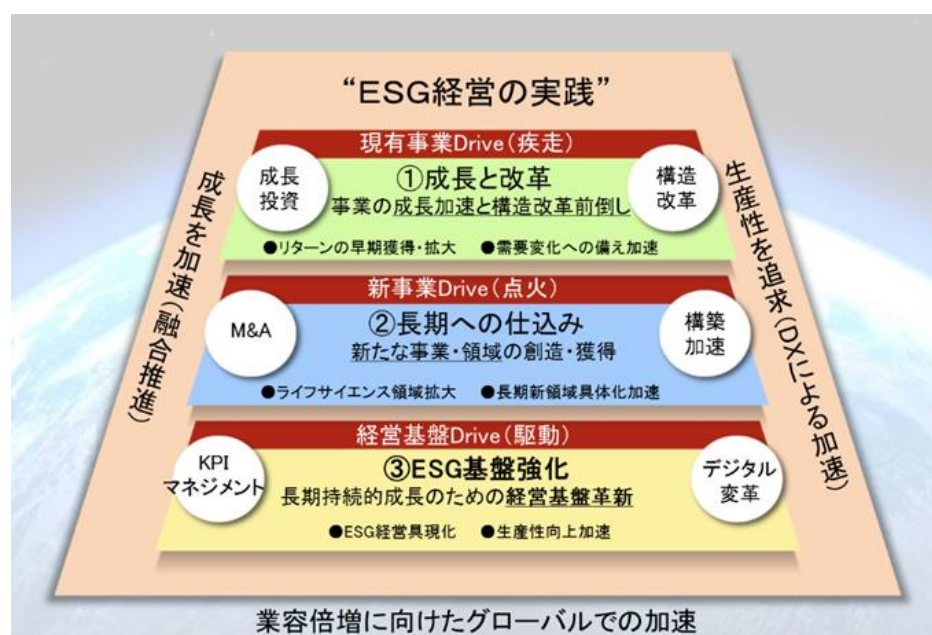 “ESG経営の実践”
成長を加速(融合推進)
生産性を追求(DXによる加速)
現有事業Drive(疾走)
成長
投資
①成長と改革
事業の成長加速と構造改革前倒し
構造
改革
●リターンの早期獲得・拡大 ●需要変化への備え加速
新事業Drive(点火)
M&A
②長期への仕込み
新たな事業・領域の創造・獲得
構築
加速
●ライフサイエンス領域拡大 ●長期新領域具体化加速
経営基盤Drive(駆動)
KPI
マネジメント
③ESG基盤強化
長期持続的成長のための経営基盤革新
デジタル
変革
●ESG経営具現化 ●生産性向上加速
業容倍増に向けたグローバルでの加速